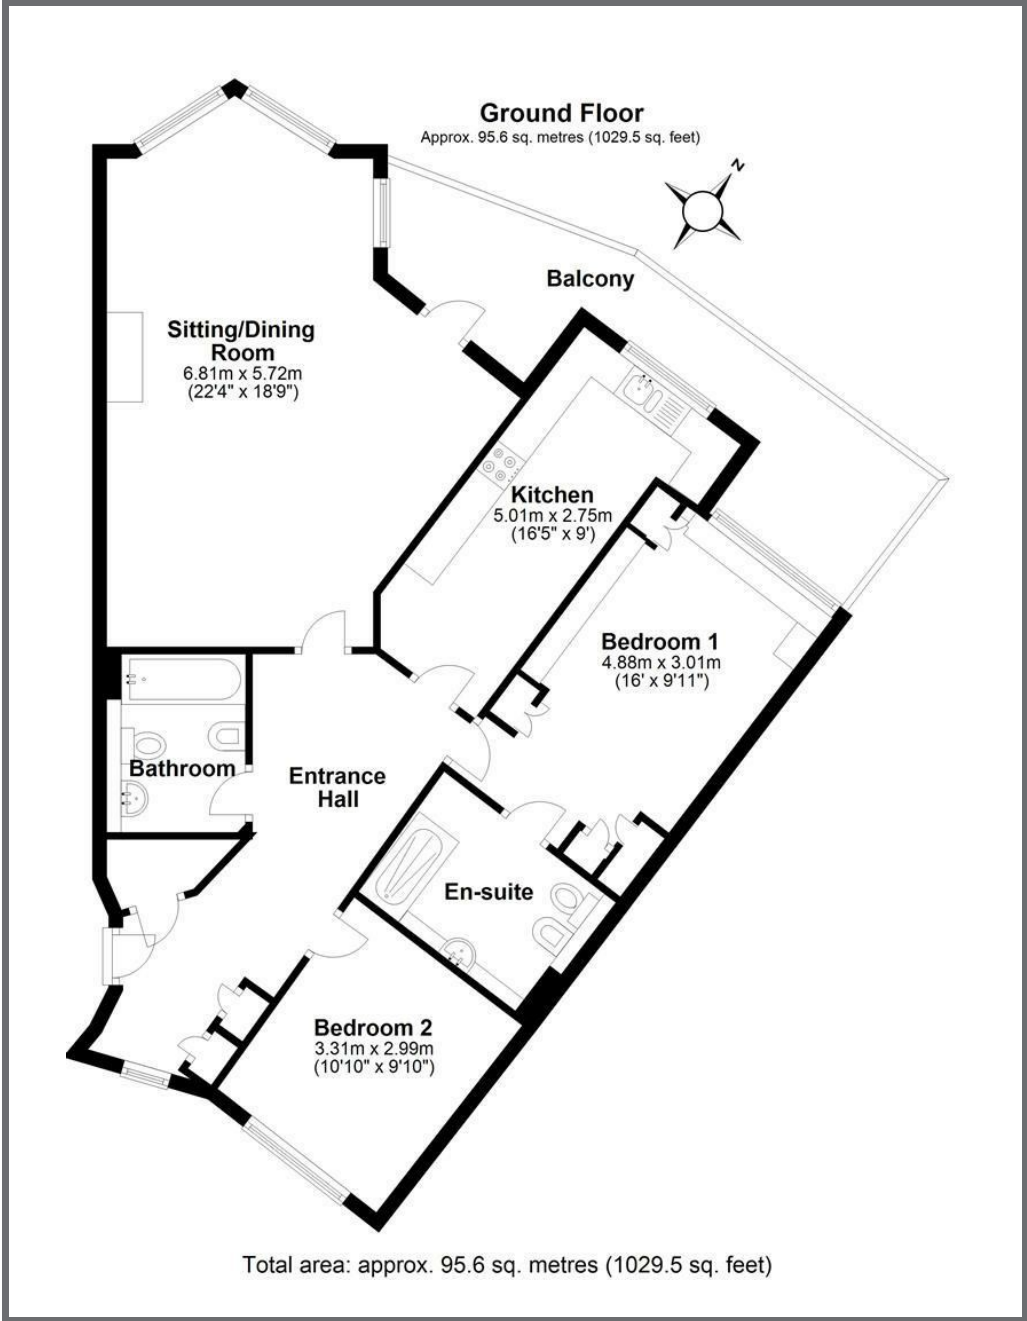 Ground Floor
Approx. 95.6 sq. metres (1029.5 sq. feet)
N
Balcony
Sitting/Dining
Room
6.81m x 5.72m
(22'4" x 18'9")
Kitchen
5.01m x 2.75m
(16'5" x 9')
Bedroom 1
4.88m x 3.01m
(16' x 9'11")
Bathroom
Entrance
Hall
En-suite
Bedroom 2
3.31m x 2.99m
(10'10" x 9'10")
Total area: approx. 95.6 sq. metres (1029.5 sq. feet)